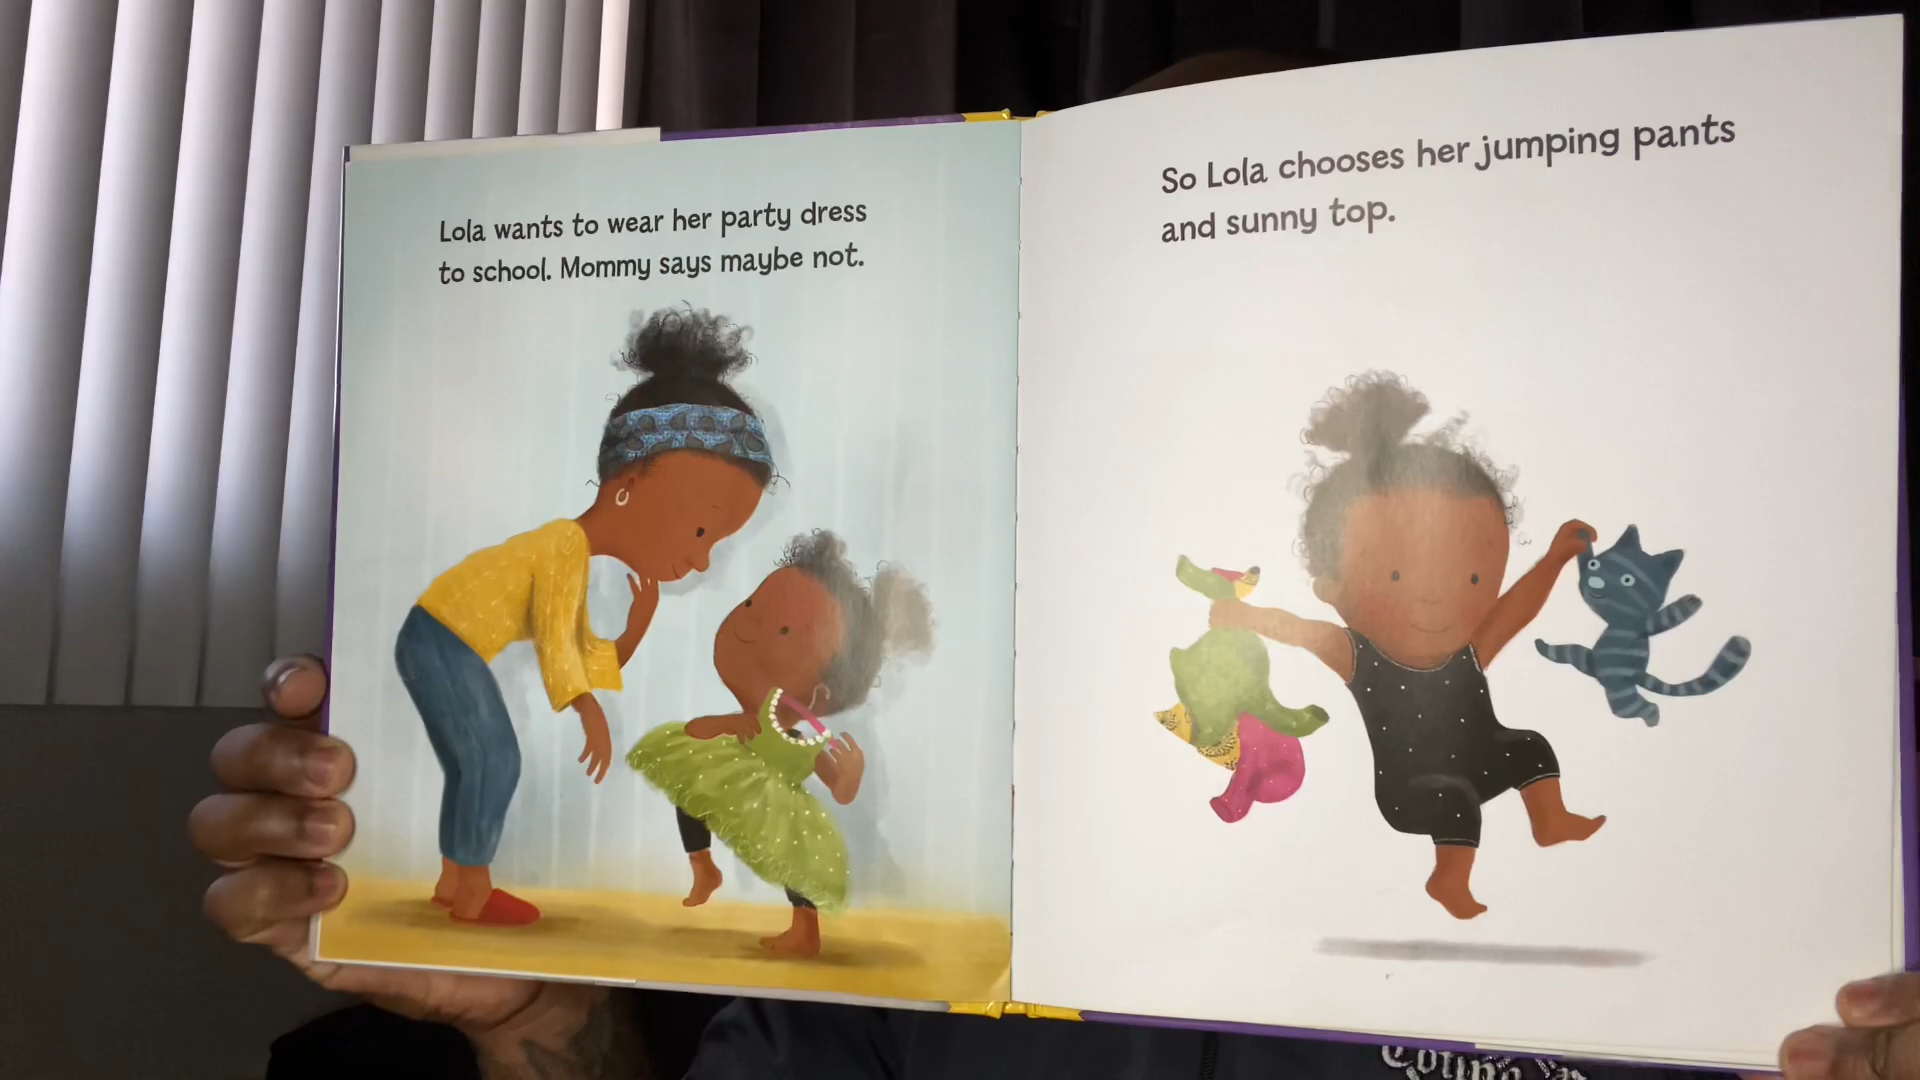 Lola wants to wear her party dress
to school. Mommy says maybe not.
So Lola chooses her jumping pants
and sunny top.